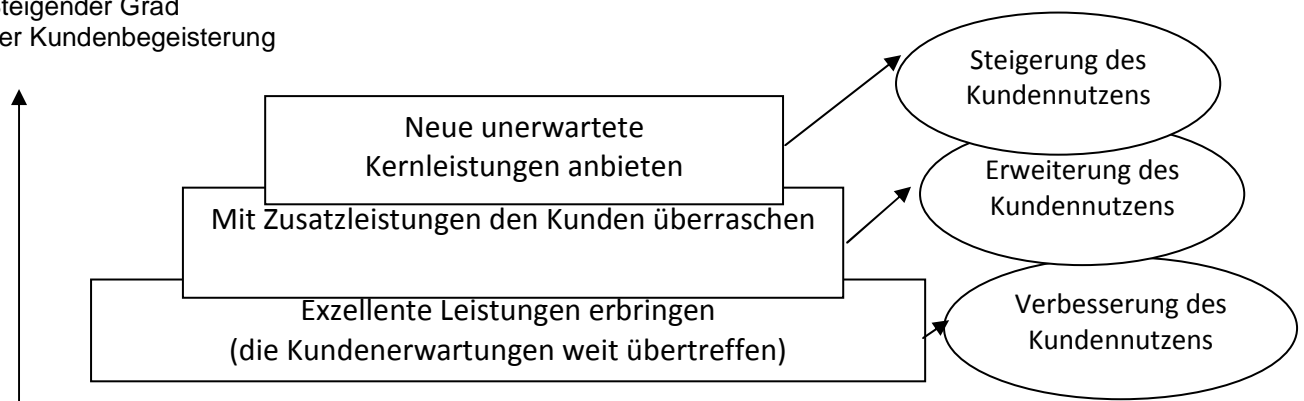 Steigender Grad
er Kundenbegeisterung
Steigerung des
Kundennutzens
Neue unerwartete
Kernleistungen anbieten
Erweiterung des
Kundennutzens
Mit Zusatzleistungen den Kunden überraschen
Verbesserung des
Kundennutzens
Exzellente Leistungen erbringen
(die Kundenerwartungen weit übertreffen)